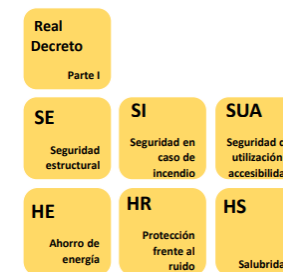 Real
Decreto
Parte I
SE
Seguridad
estructural
SI
Seguridad en
caso de
incendio
SUA
Seguridad
utilización
accesibilida
HE
Ahorro de
energía
HR
Protección
frente al
ruido
HS
Salubrida